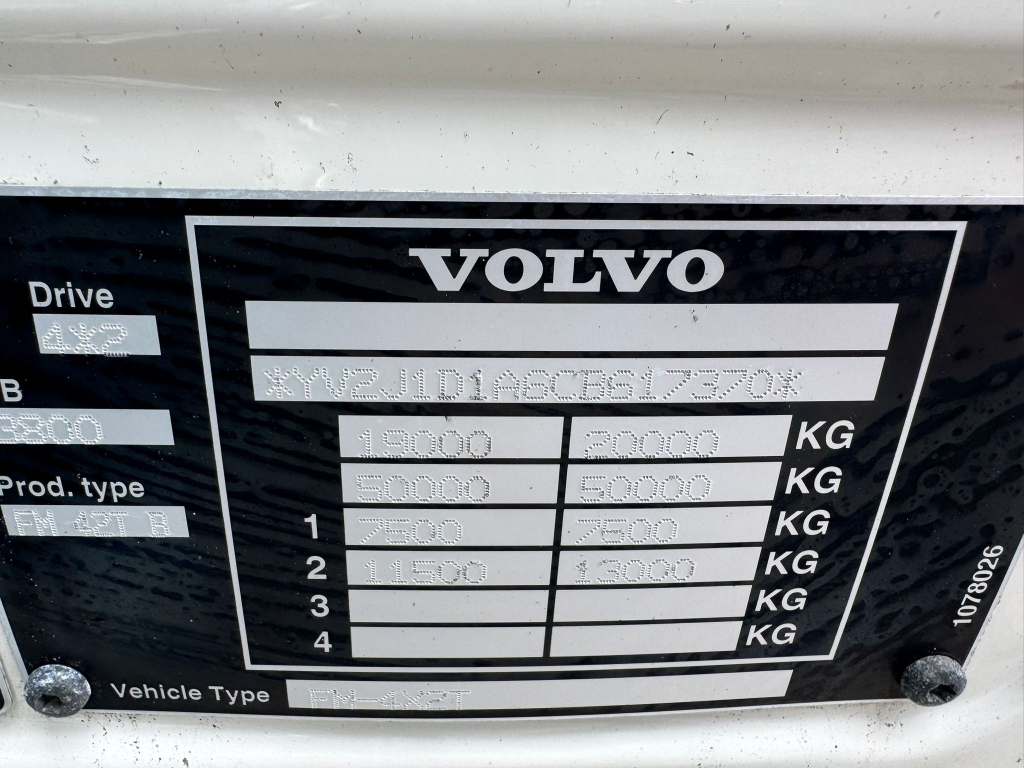 Drive
4X2
B
3800
Prod. type
FM 42T B
VOLVO
*YV2J1D1A6CB617370*
19000 20000 KG
50000 50000 KG
1 7500 7500 KG
2 11500 13000 KG
3 KG
4 KG
Vehicle Type FM-4X2T
1078026